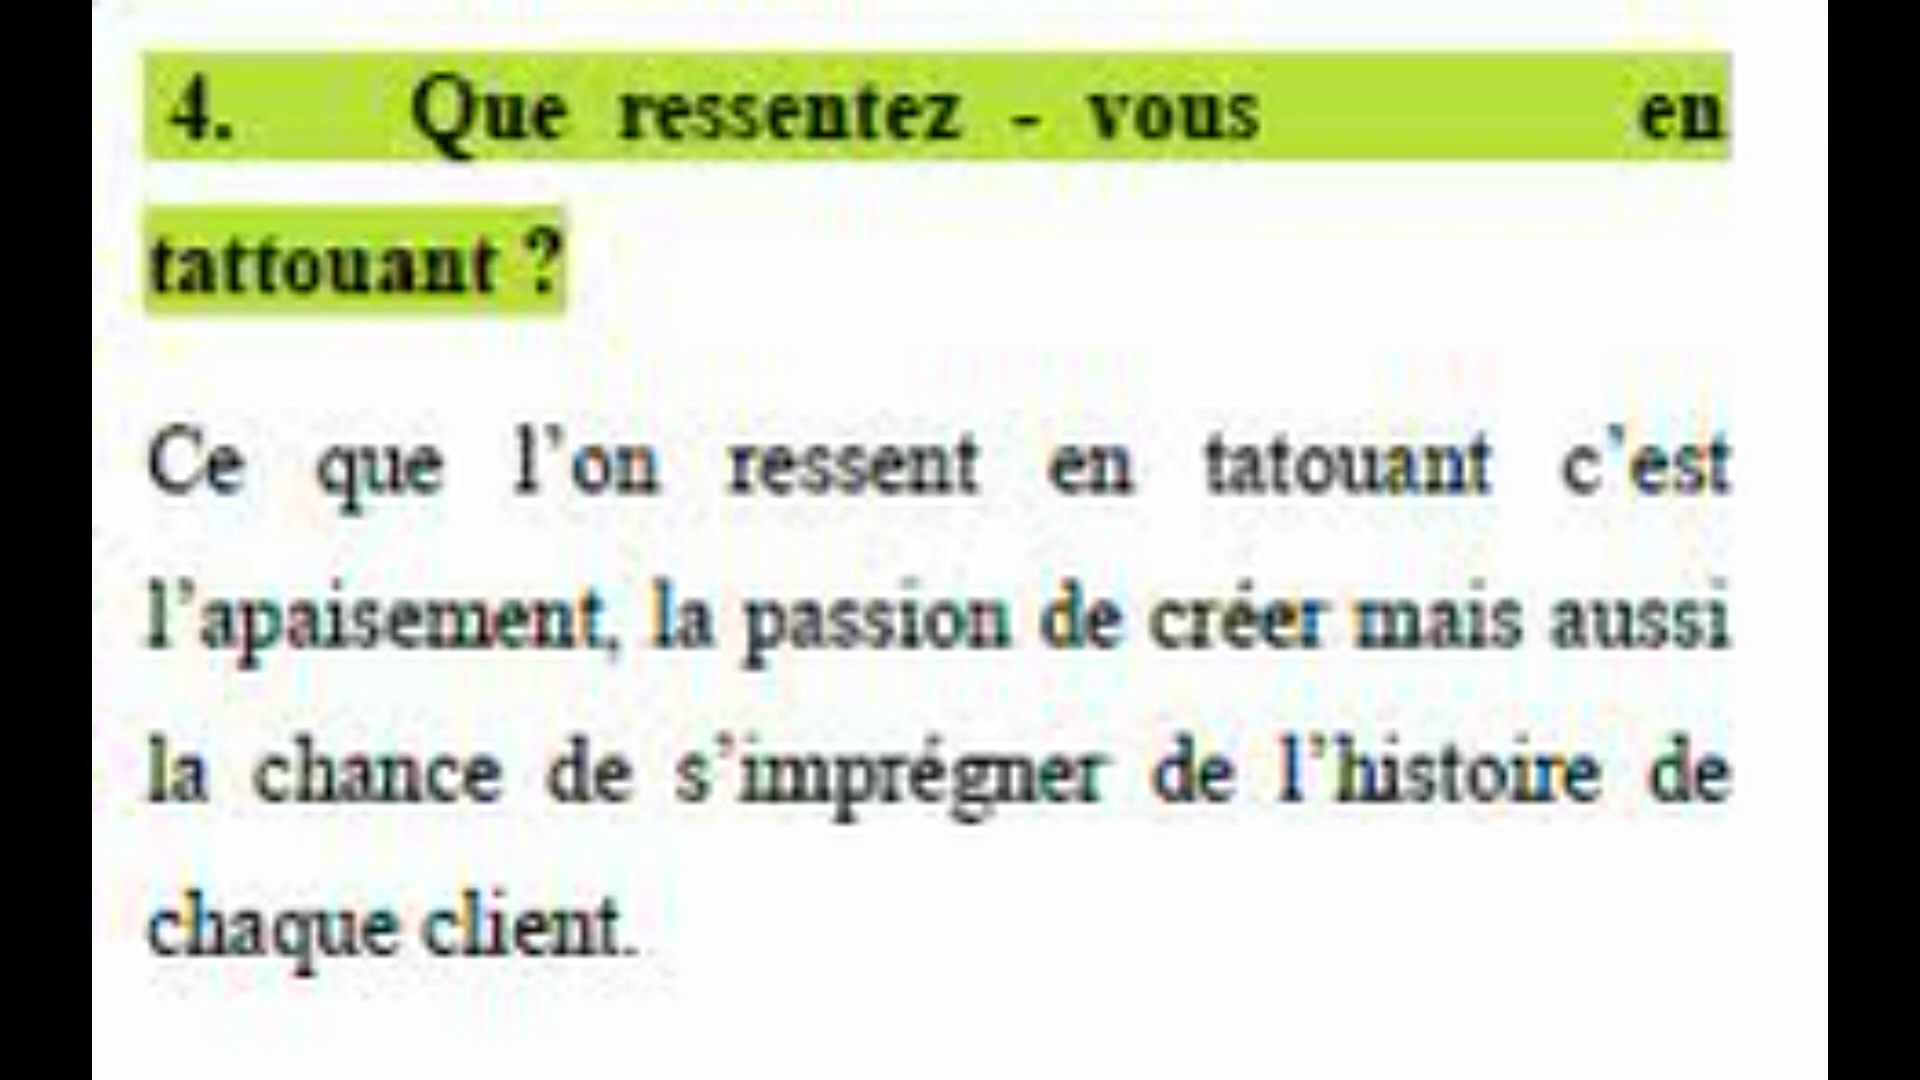 4. Que ressentez - vous en
tattouant ?
Ce que l’on ressent en tatouant c’est
l’apaisement, la passion de créer mais aussi
la chance de s’imprégner de l’histoire de
chaque client.